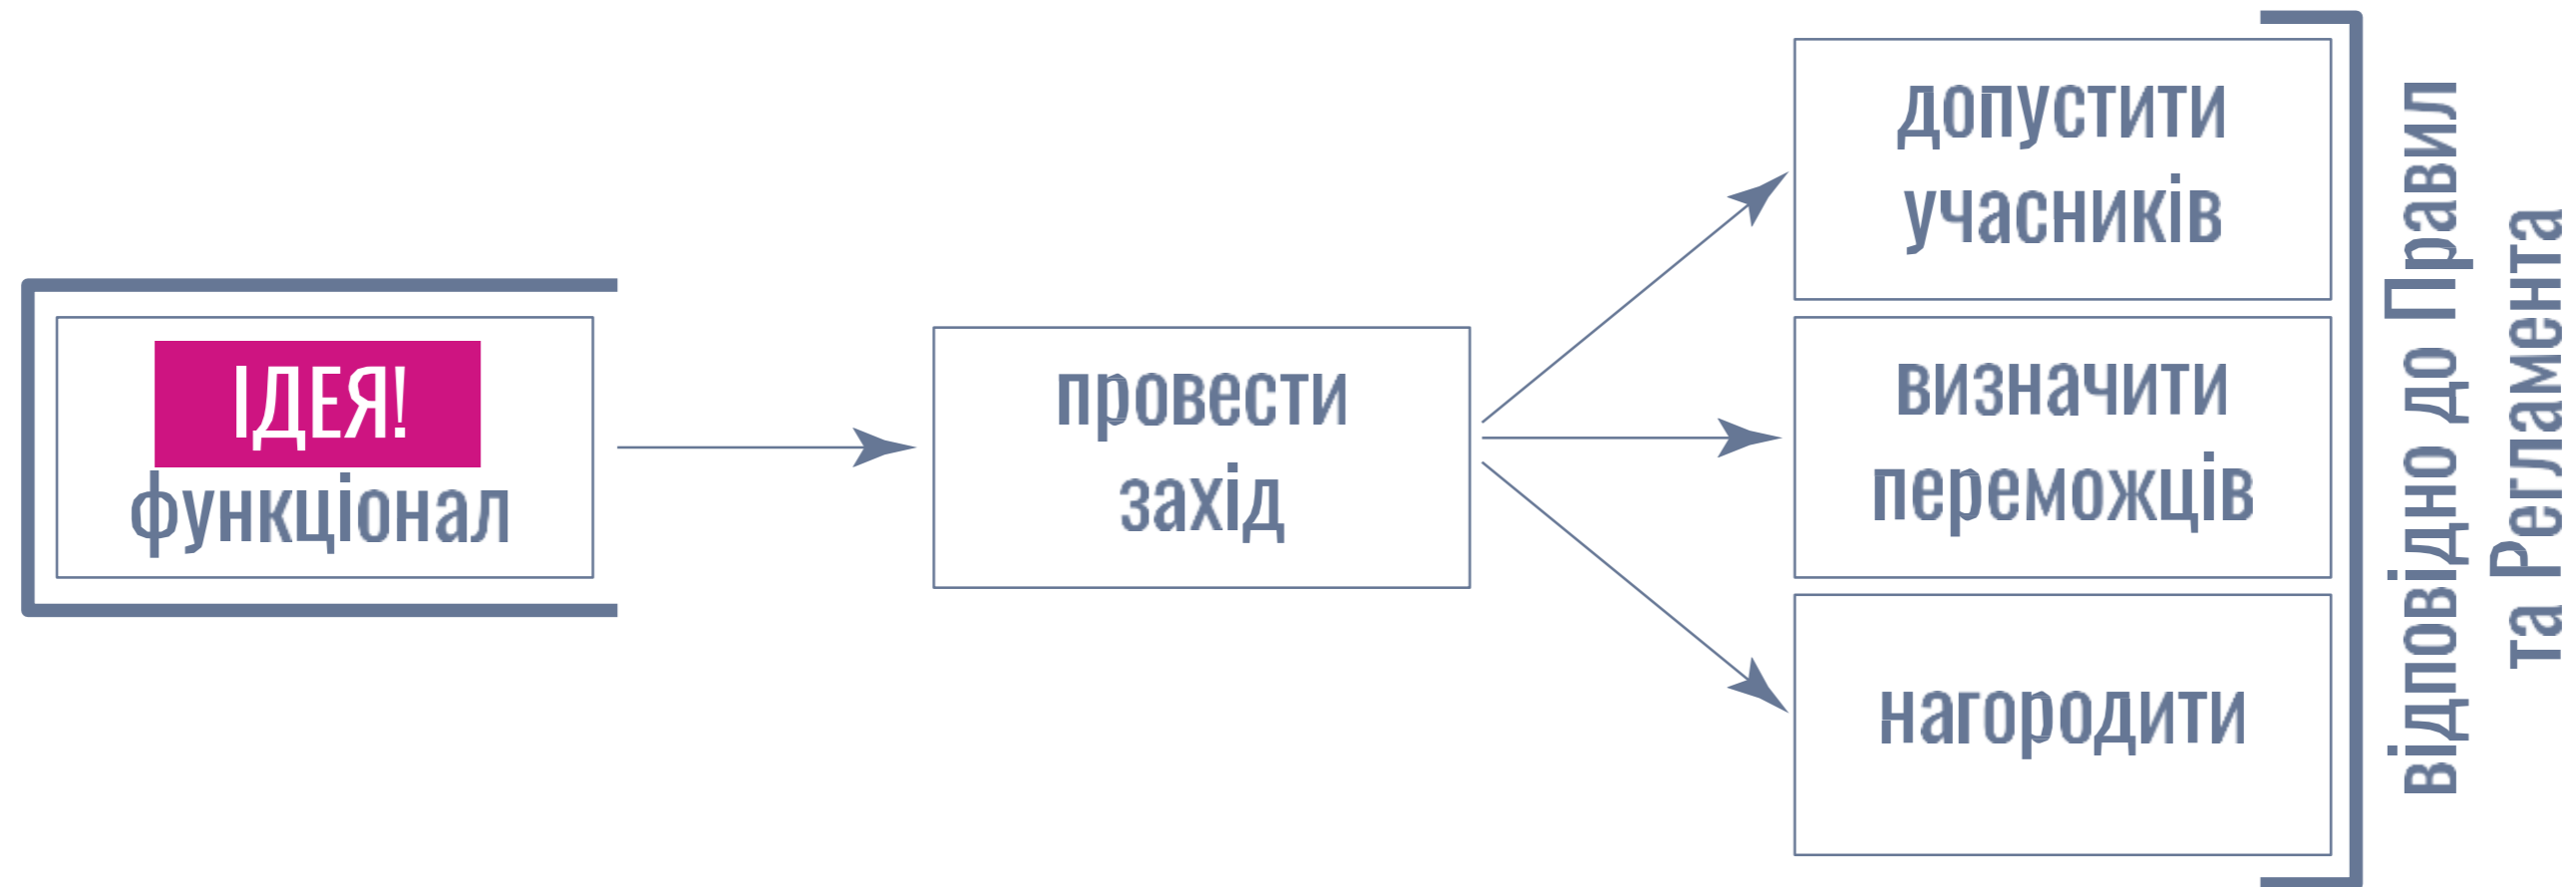 ІДЕЯ!
функціонал
провести
захід
допустити
учасників
визначити
переможців
нагородити
відповідно до Правил
та Регламента